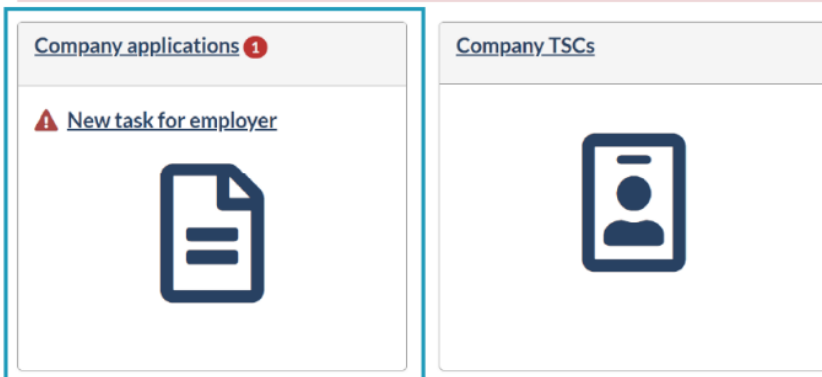 Company applications 1
Company TSCs
New task for employer